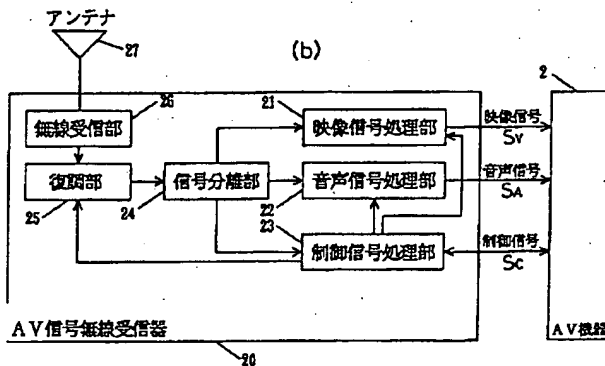 アンテナ
27
(b)
2
26
21
無線受信部
映像信号処理部
映像信号
SV
復調部
信号分離部
音声信号処理部
音声信号
SA
25
24
22
23
制御信号処理部
制御信号
SC
AV信号無線受信器
AV機器
20